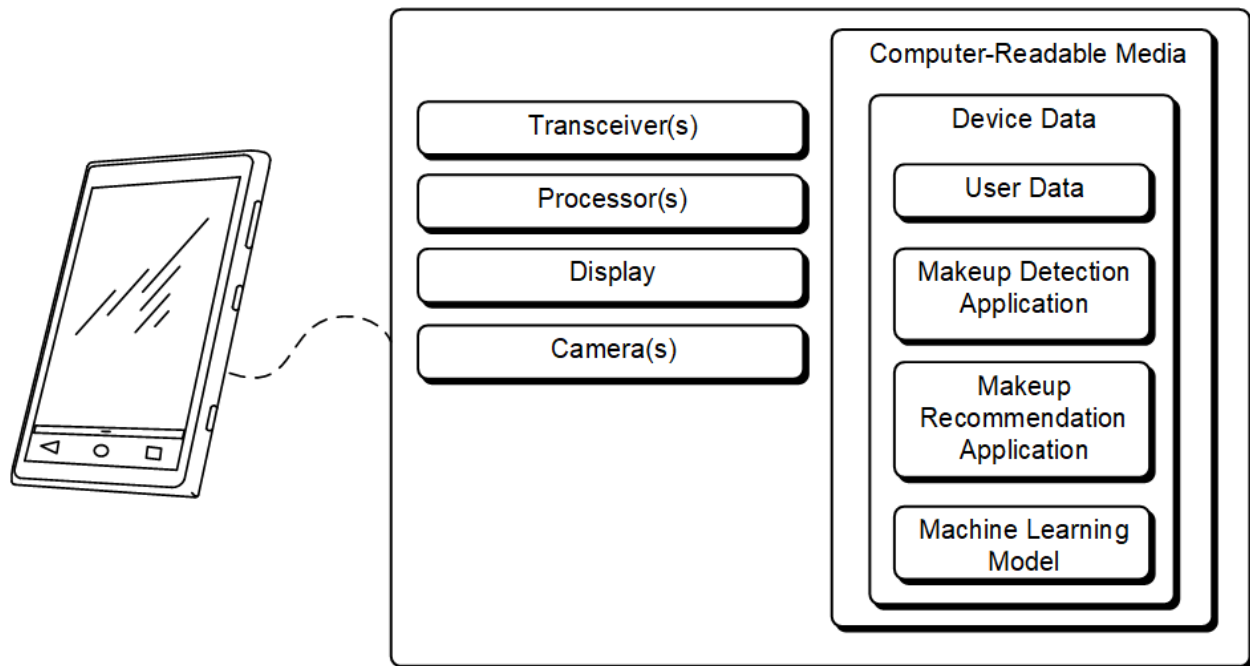 Transceiver(s)
Processor(s)
Display
Camera(s)
Computer-Readable Media
Device Data
User Data
Makeup Detection
Application
Makeup
Recommendation
Application
Machine Learning
Model